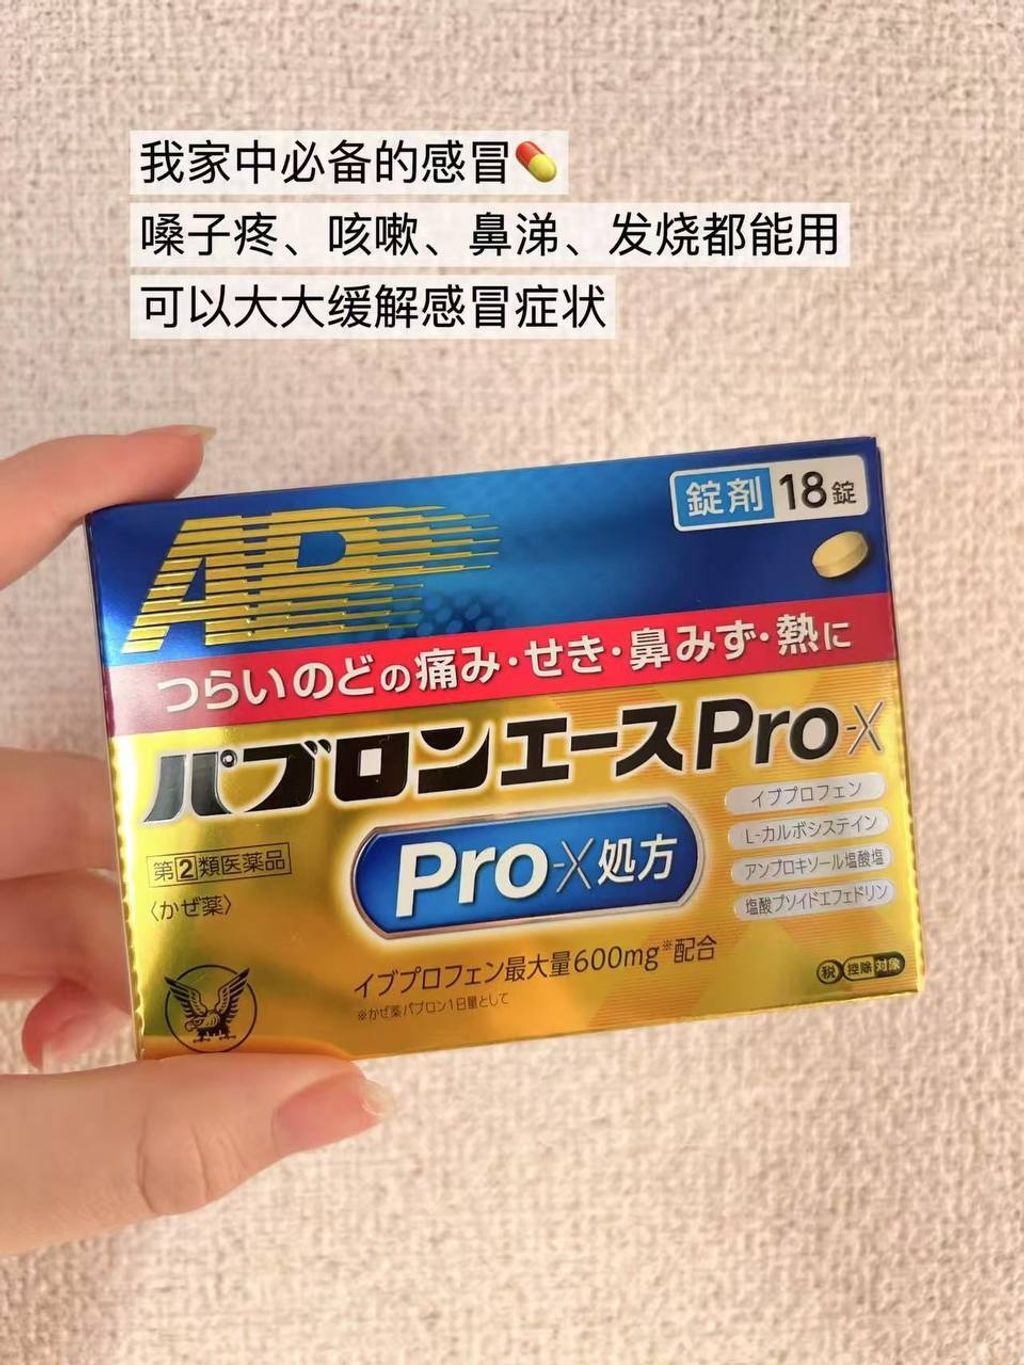 我家中必备的感冒💊
嗓子疼、咳嗽、鼻涕、发烧都能用
可以大大缓解感冒症状
錠剤 18錠
AP
つらいのどの痛み・せき・鼻みず・熱に
パブロンエースPro-X
イブプロフェン
L-カルボシステイン
アンブロキソール塩酸塩
塩酸プソイドエフェドリン
第②類医薬品
〈かぜ薬〉
Pro-X処方
イブプロフェン最大量600mg※配合
※かぜ薬パブロン1日量として
税 控除対象